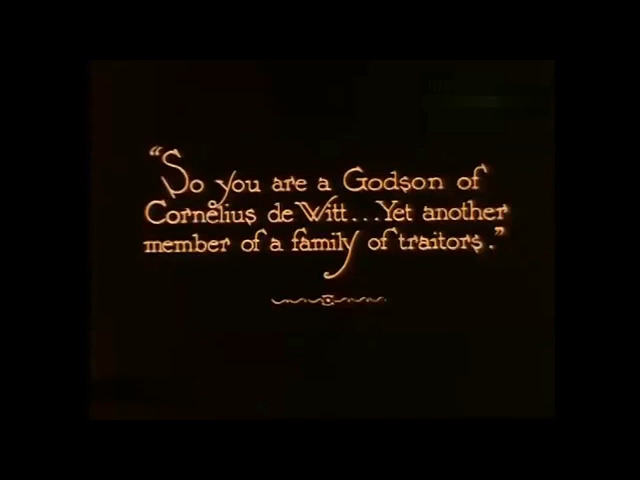 “So you are a Godson of
Cornelius de Witt...Yet another
member of a family of traitors.”